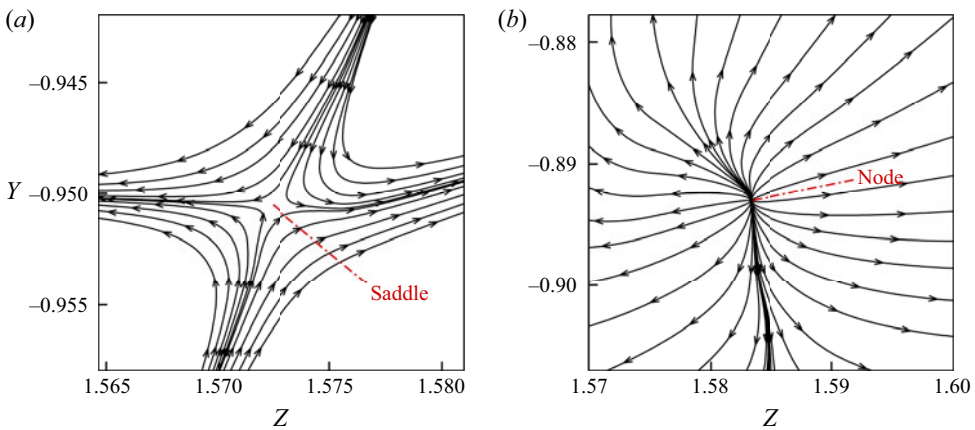 (a)
(b)
–0.945
–0.950
–0.955
Y
Saddle
1.565 1.570 1.575 1.580
Z
–0.88
–0.89
–0.90
Node
1.57 1.58 1.59 1.60
Z